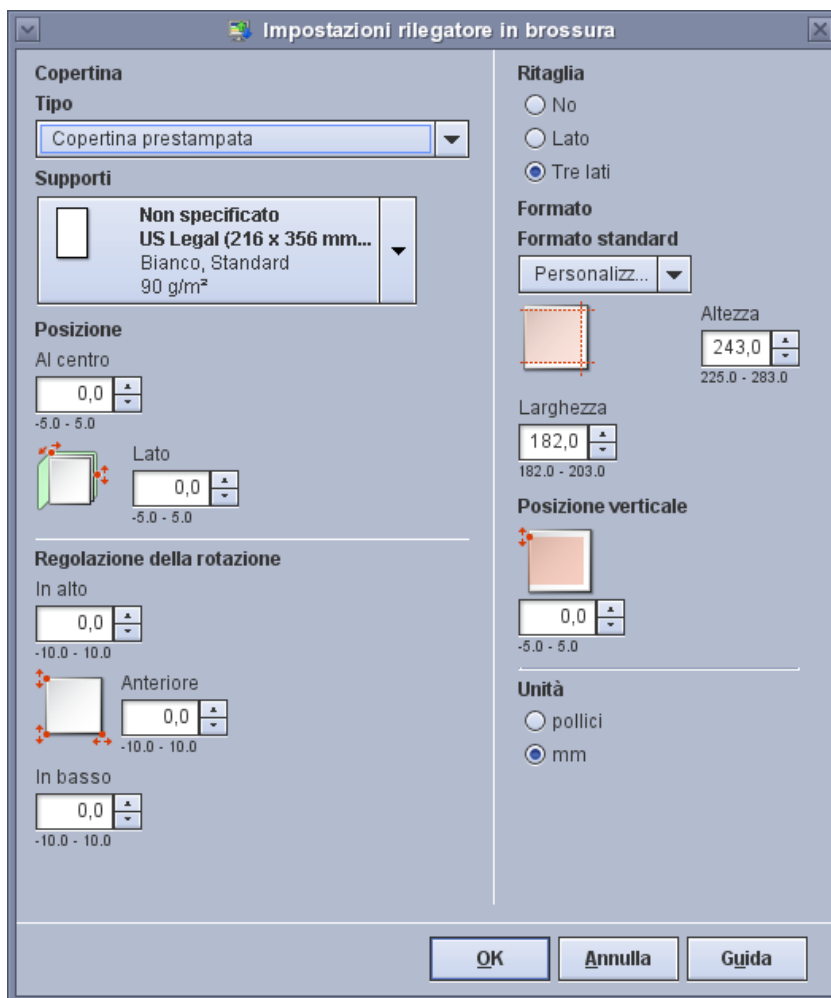 Impostazioni rilegatore in brossura
Copertina
Tipo
Copertina prestampata
Supporti
Non specificato
US Legal (216 x 356 mm...
Bianco, Standard
90 g/m²
Posizione
Al centro
0,0
-5.0 - 5.0
Lato
0,0
-5.0 - 5.0
Regolazione della rotazione
In alto
0,0
-10.0 - 10.0
Anteriore
0,0
-10.0 - 10.0
In basso
0,0
-10.0 - 10.0
Ritaglia
No
Lato
Tre lati
Formato
Formato standard
Personalizz...
Altezza
243,0
225.0 - 283.0
Larghezza
182,0
182.0 - 203.0
Posizione verticale
0,0
-5.0 - 5.0
Unità
pollici
mm
OK
Annulla
Guida